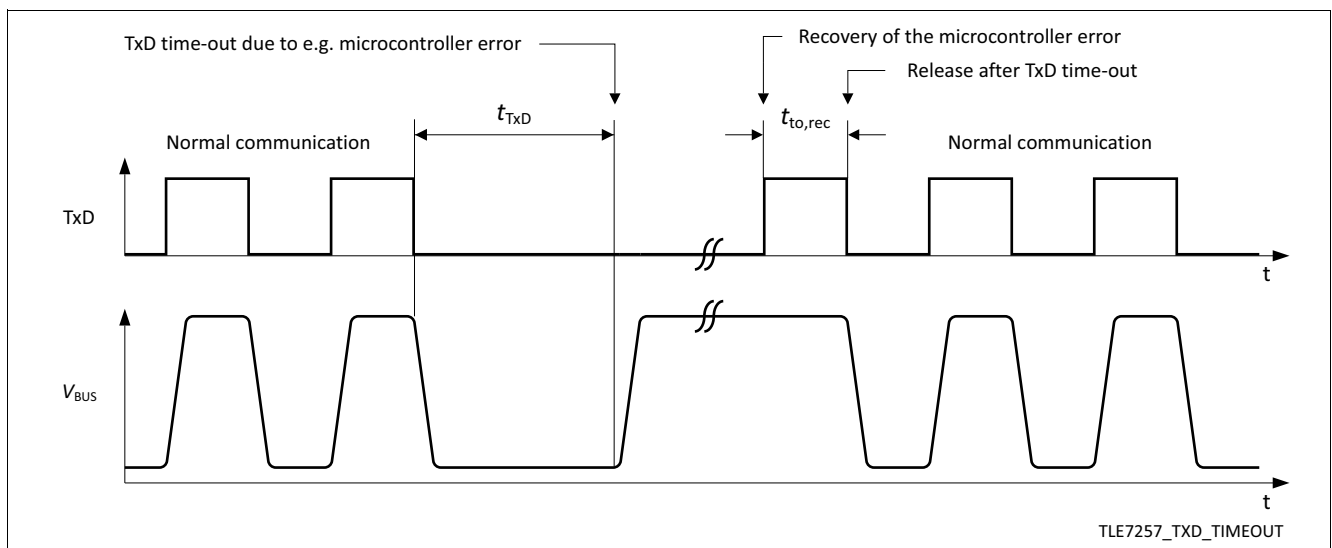 TxD time-out due to e.g. microcontroller error
Recovery of the microcontroller error
Release after TxD time-out
tTxD
tto,rec
Normal communication
Normal communication
TxD
t
VBUS
t
TLE7257_TXD_TIMEOUT